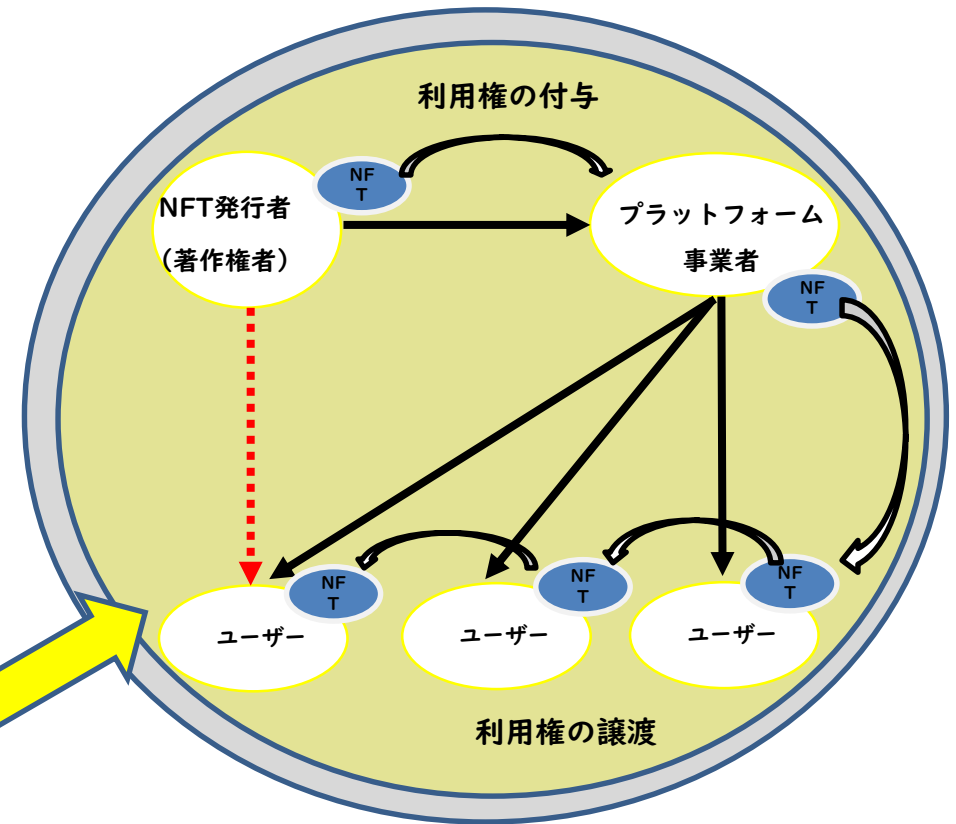 利用権の付与
NF
T
NFT発行者
（著作権者）
プラットフォーム
事業者
NF
T
NF
T
ユーザー
NF
T
ユーザー
NF
T
ユーザー
利用権の譲渡